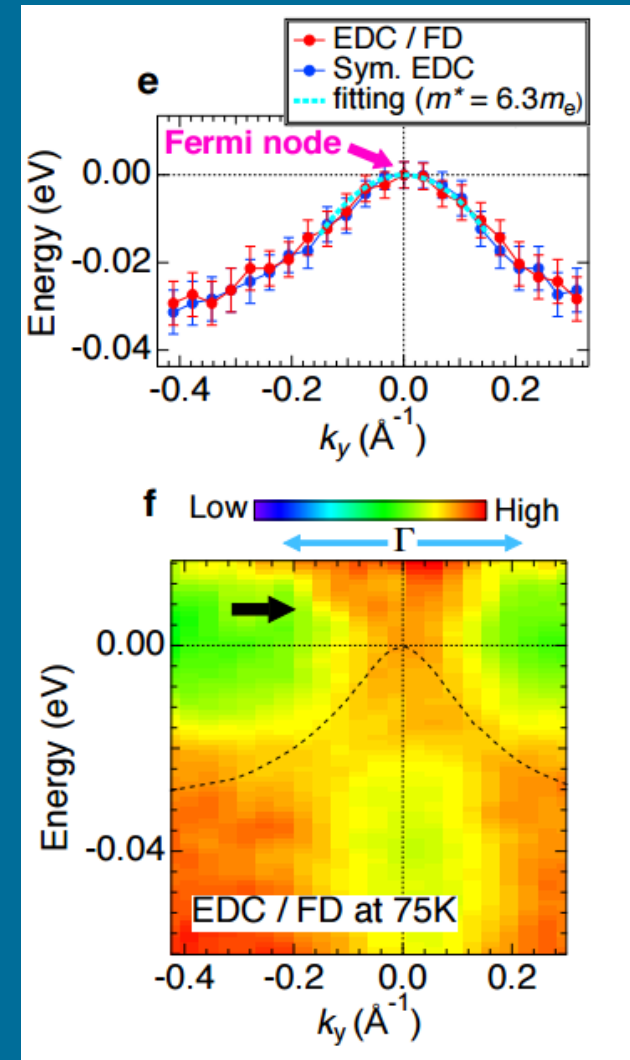 EDC / FD
Sym. EDC
fitting (m* = 6.3mₑ)
e
Fermi node
0.00
-0.02
-0.04
Energy (eV)
-0.4 -0.2 0.0 0.2
k_y (Å⁻¹)
f Low High
Γ
0.00
-0.04
Energy (eV)
EDC / FD at 75K
-0.2 0.0 0.2
-0.4
k_y (Å⁻¹)